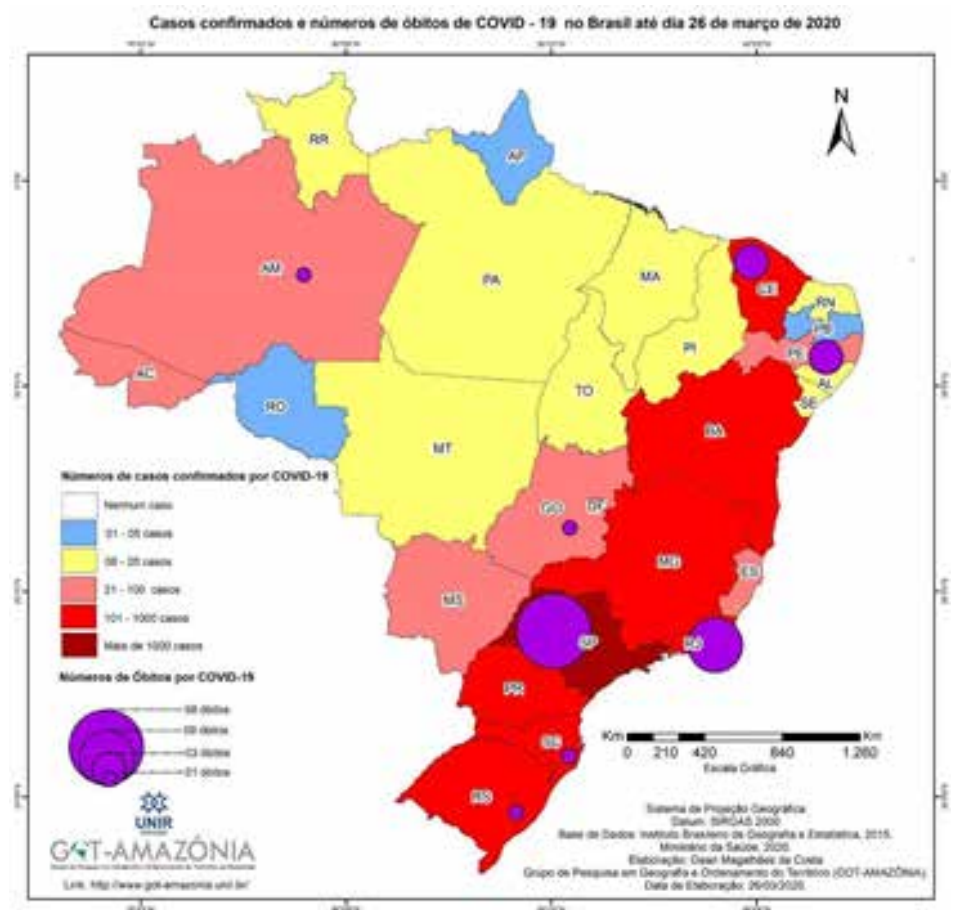 Casos confirmados e números de óbitos de COVID - 19 no Brasil até dia 26 de março de 2020
N
RR
AP
AM
PA
MA
CE
RN
PB
PI
PE
AC
AL
TO
SE
RO
BA
MT
Números de casos confirmados por COVID-19
Nenhum caso
01 - 05 casos
06 - 20 casos
21 - 100 casos
101 - 1000 casos
Mais de 1000 casos
GO
DF
MG
ES
MS
SP
RJ
PR
SC
RS
Números de Óbitos por COVID-19
03 óbitos
01 óbitos
Km
Km
0 210 420 840 1.260
Escala Gráfica
UNIR
GOT-AMAZÔNIA
Link: http://www.got-amazonia.unir.br/
Sistema de Projeção Geográfica
Datum: SIRGAS 2000
Base de Dados: Instituto Brasileiro de Geografia e Estatística, 2015.
Ministério da Saúde, 2020.
Elaboração: Dean Magalhães da Costa
Grupo de Pesquisa em Geografia e Ordenamento do Território (GOT-AMAZÔNIA)
Data de Elaboração: 26/03/2020.